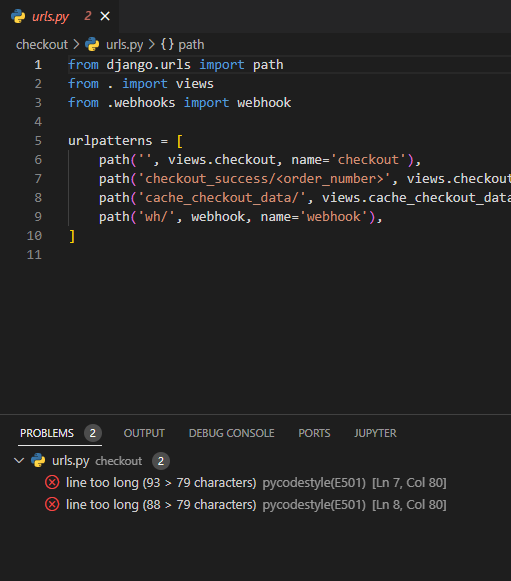 urls.py 2 ×
checkout > urls.py > {} path
1 from django.urls import path
2 from . import views
3 from .webhooks import webhook
4
5 urlpatterns = [
6     path('', views.checkout, name='checkout'),
7     path('checkout_success/<order_number>', views.checkout
8     path('cache_checkout_data/', views.cache_checkout_data
9     path('wh/', webhook, name='webhook'),
10 ]
11
PROBLEMS 2 OUTPUT DEBUG CONSOLE PORTS JUPYTER
urls.py checkout 2
line too long (93 > 79 characters) pycodestyle(E501) [Ln 7, Col 80]
line too long (88 > 79 characters) pycodestyle(E501) [Ln 8, Col 80]